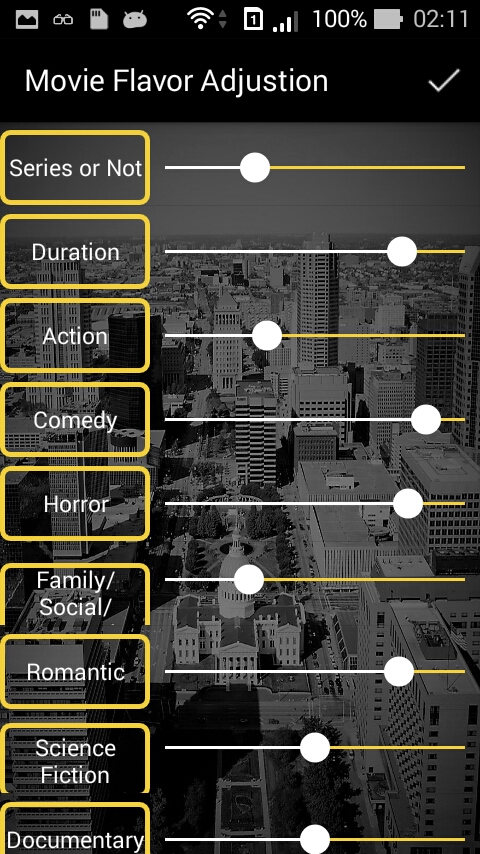 1 100% 02:11
Movie Flavor Adjustion
Series or Not
Duration
Action
Comedy
Horror
Family/
Social/
Romantic
Science
Fiction
Documentary